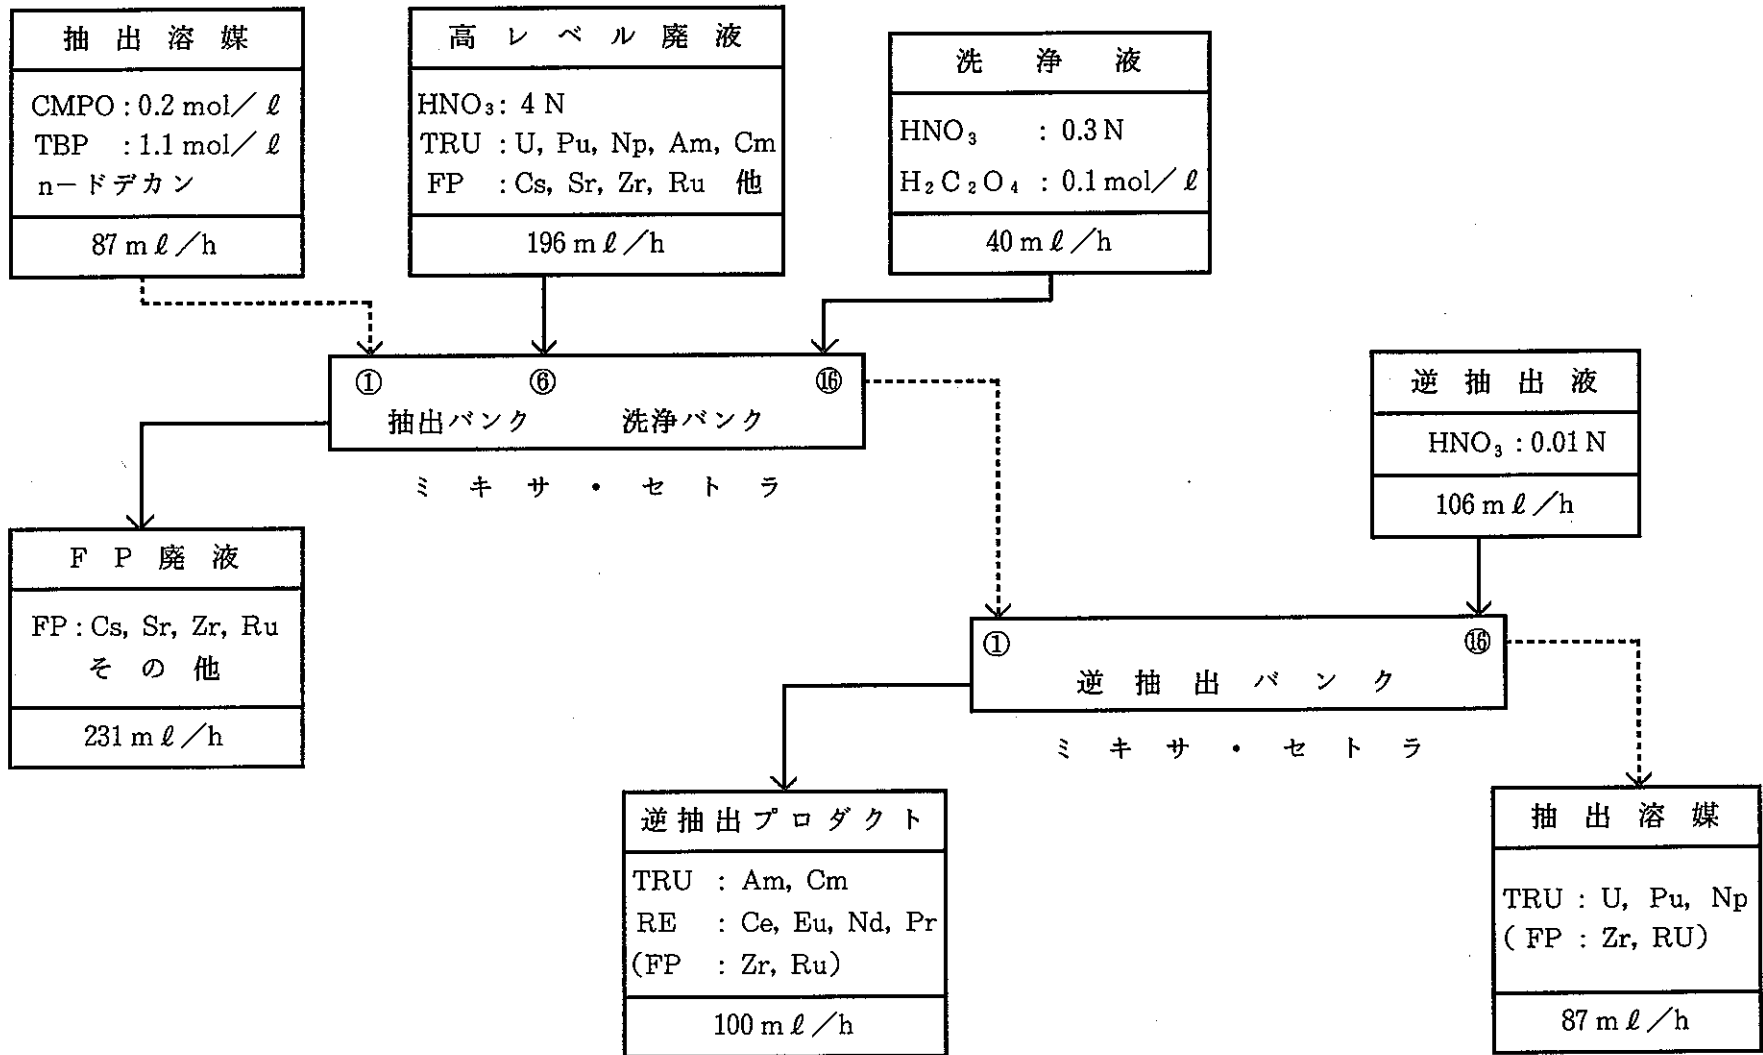 抽出溶媒
CMPO : 0.2 mol/ℓ
TBP : 1.1 mol/ℓ
n-ドデカン
87 mℓ/h
高レベル廃液
HNO₃ : 4 N
TRU : U, Pu, Np, Am, Cm
FP : Cs, Sr, Zr, Ru 他
196 mℓ/h
洗浄液
HNO₃ : 0.3 N
H₂C₂O₄ : 0.1 mol/ℓ
40 mℓ/h
① ⑥ ⑯
抽出バンク 洗浄バンク
ミキサ・セトラ
逆抽出液
HNO₃ : 0.01 N
106 mℓ/h
FP廃液
FP : Cs, Sr, Zr, Ru
その他
231 mℓ/h
① ⑯
逆抽出バンク
ミキサ・セトラ
逆抽出プロダクト
TRU : Am, Cm
RE : Ce, Eu, Nd, Pr
(FP : Zr, Ru)
100 mℓ/h
抽出溶媒
TRU : U, Pu, Np
( FP : Zr, RU)
87 mℓ/h